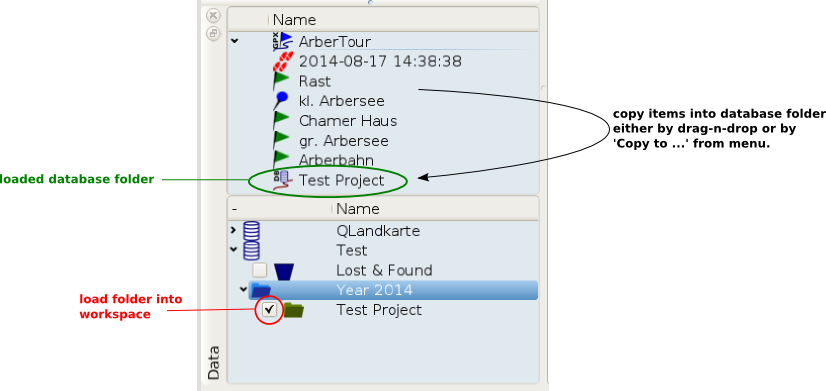 Name
GPX
ArberTour
2014-08-17 14:38:38
Rast
kl. Arbersee
Chamer Haus
gr. Arbersee
Arberbahn
DB
Test Project
copy items into database folder
either by drag-n-drop or by
'Copy to ...' from menu.
loaded database folder
- Name
QLandkarte
Test
Lost & Found
Year 2014
Test Project
load folder into
workspace
Data